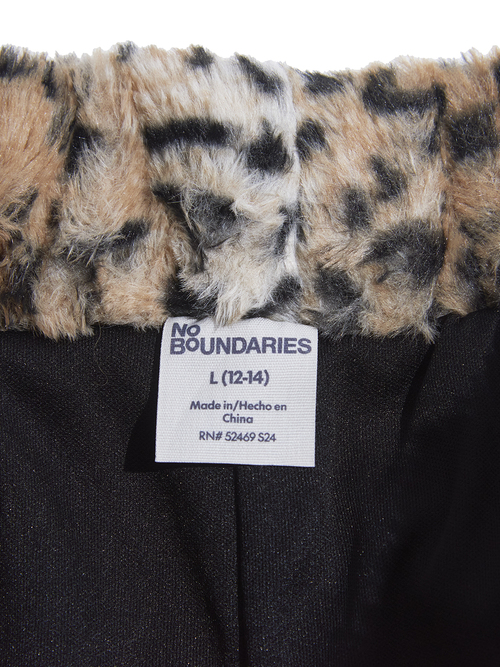 No
BOUNDARIES
L (12-14)
Made in/Hecho en
China
RN# 52469 S24